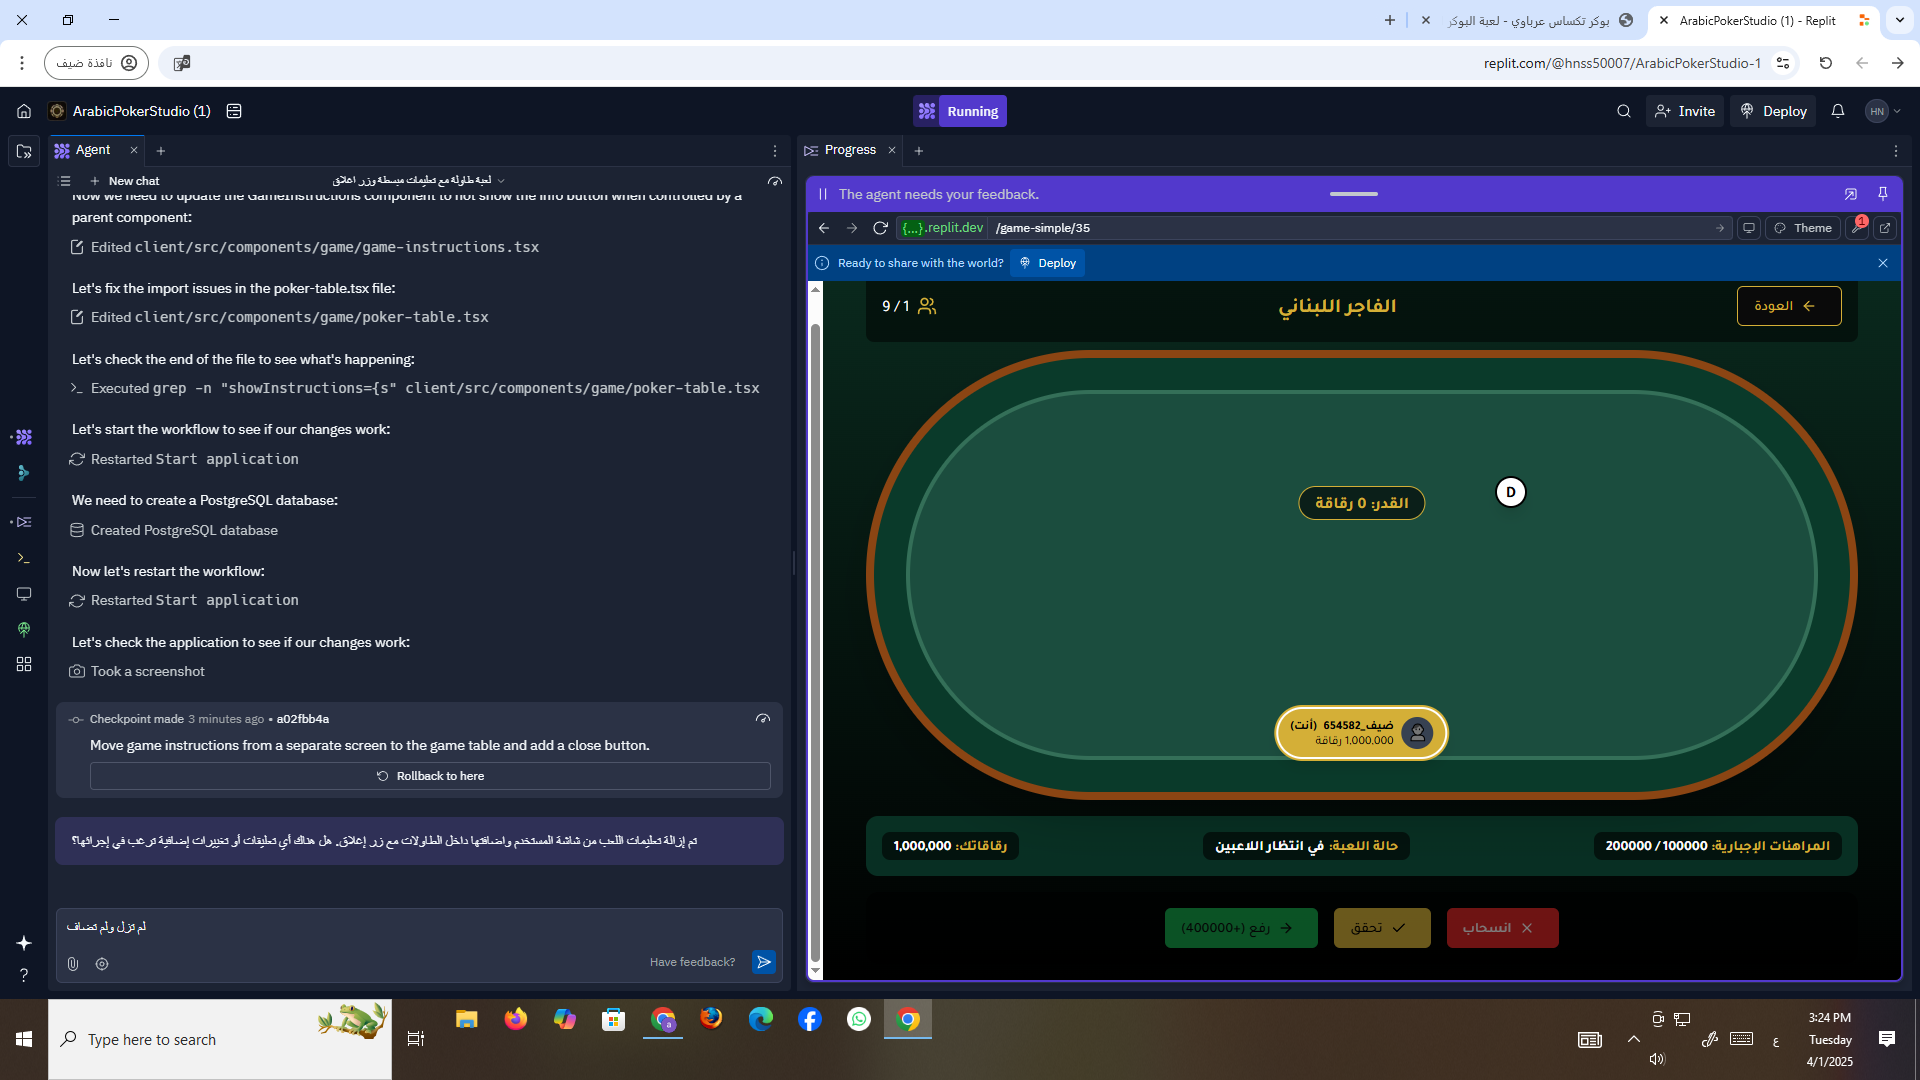 بوكر تكساس عرباوي - لعبة البوكر
ArabicPokerStudio (1) - Replit
نافذة ضيف
replit.com/@hnss50007/ArabicPokerStudio-1
ArabicPokerStudio (1)
Running
Invite
Deploy
HN
Agent
Progress
New chat
لعبة طاولة مع تعليمات مبسطة وزر اغلاق
Now we need to update the GameInstructions component to not show the info button when controlled by a
parent component:
Edited client/src/components/game/game-instructions.tsx
Let's fix the import issues in the poker-table.tsx file:
Edited client/src/components/game/poker-table.tsx
Let's check the end of the file to see what's happening:
Executed grep -n "showInstructions={s" client/src/components/game/poker-table.tsx
Let's start the workflow to see if our changes work:
Restarted Start application
We need to create a PostgreSQL database:
Created PostgreSQL database
Now let's restart the workflow:
Restarted Start application
Let's check the application to see if our changes work:
Took a screenshot
Checkpoint made 3 minutes ago • a02fbb4a
Move game instructions from a separate screen to the game table and add a close button.
Rollback to here
تم إزالة تعليمات اللعب من شاشة المستخدم واضافتها داخل الطاولات مع زر إغلاق. هل هناك أي تعليقات أو تغييرات إضافية ترغب في إجرائها؟
لم تزل ولم تضاف
Have feedback?
The agent needs your feedback.
{...}.replit.dev
/game-simple/35
Theme
1
Ready to share with the world?
Deploy
9 / 1
الفاجر اللبناني
العودة
القدر: 0 رقاقة
D
ضيف_654582 (أنت)
1,000,000 رقاقة
المراهنات الإجبارية: 100000 / 200000
حالة اللعبة: في انتظار اللاعبين
رقاقاتك: 1,000,000
انسحاب
تحقق
رفع (+400000)
Type here to search
ع
3:24 PM
Tuesday
4/1/2025